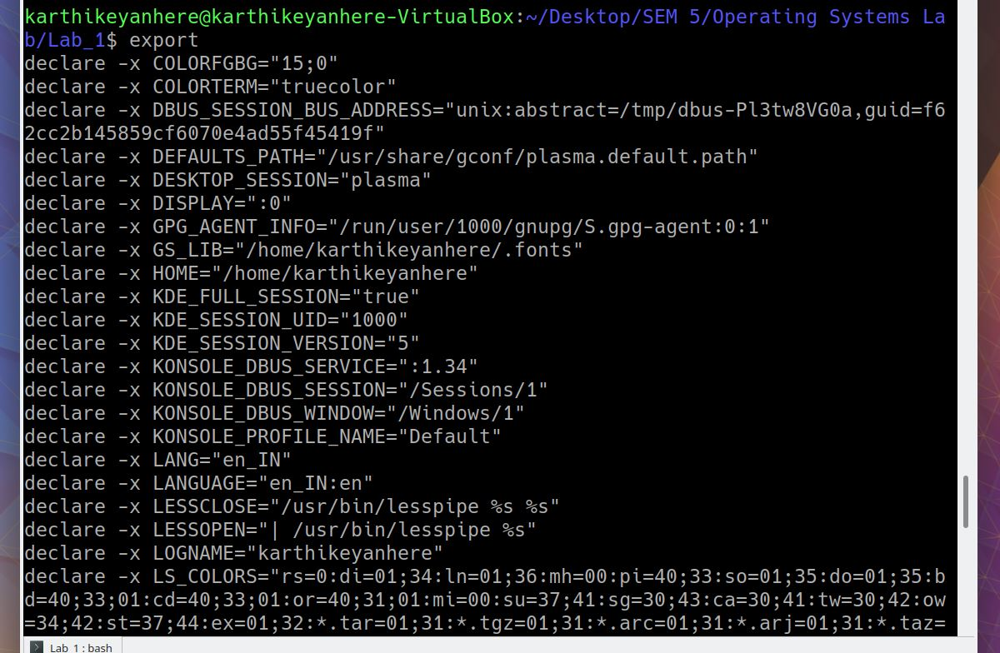 karthikeyanhere@karthikeyanhere-VirtualBox:~/Desktop/SEM 5/Operating Systems La
b/Lab_1$ export
declare -x COLORFGBG="15;0"
declare -x COLORTERM="truecolor"
declare -x DBUS_SESSION_BUS_ADDRESS="unix:abstract=/tmp/dbus-Pl3tw8VG0a,guid=f6
2cc2b145859cf6070e4ad55f45419f"
declare -x DEFAULTS_PATH="/usr/share/gconf/plasma.default.path"
declare -x DESKTOP_SESSION="plasma"
declare -x DISPLAY=":0"
declare -x GPG_AGENT_INFO="/run/user/1000/gnupg/S.gpg-agent:0:1"
declare -x GS_LIB="/home/karthikeyanhere/.fonts"
declare -x HOME="/home/karthikeyanhere"
declare -x KDE_FULL_SESSION="true"
declare -x KDE_SESSION_UID="1000"
declare -x KDE_SESSION_VERSION="5"
declare -x KONSOLE_DBUS_SERVICE=":1.34"
declare -x KONSOLE_DBUS_SESSION="/Sessions/1"
declare -x KONSOLE_DBUS_WINDOW="/Windows/1"
declare -x KONSOLE_PROFILE_NAME="Default"
declare -x LANG="en_IN"
declare -x LANGUAGE="en_IN:en"
declare -x LESSCLOSE="/usr/bin/lesspipe %s %s"
declare -x LESSOPEN="| /usr/bin/lesspipe %s"
declare -x LOGNAME="karthikeyanhere"
declare -x LS_COLORS="rs=0:di=01;34:ln=01;36:mh=00:pi=40;33:so=01;35:do=01;35:b
d=40;33;01:cd=40;33;01:or=40;31;01:mi=00:su=37;41:sg=30;43:ca=30;41:tw=30;42:ow
=34;42:st=37;44:ex=01;32:*.tar=01;31:*.tgz=01;31:*.arc=01;31:*.arj=01;31:*.taz=
Lab_1 : bash